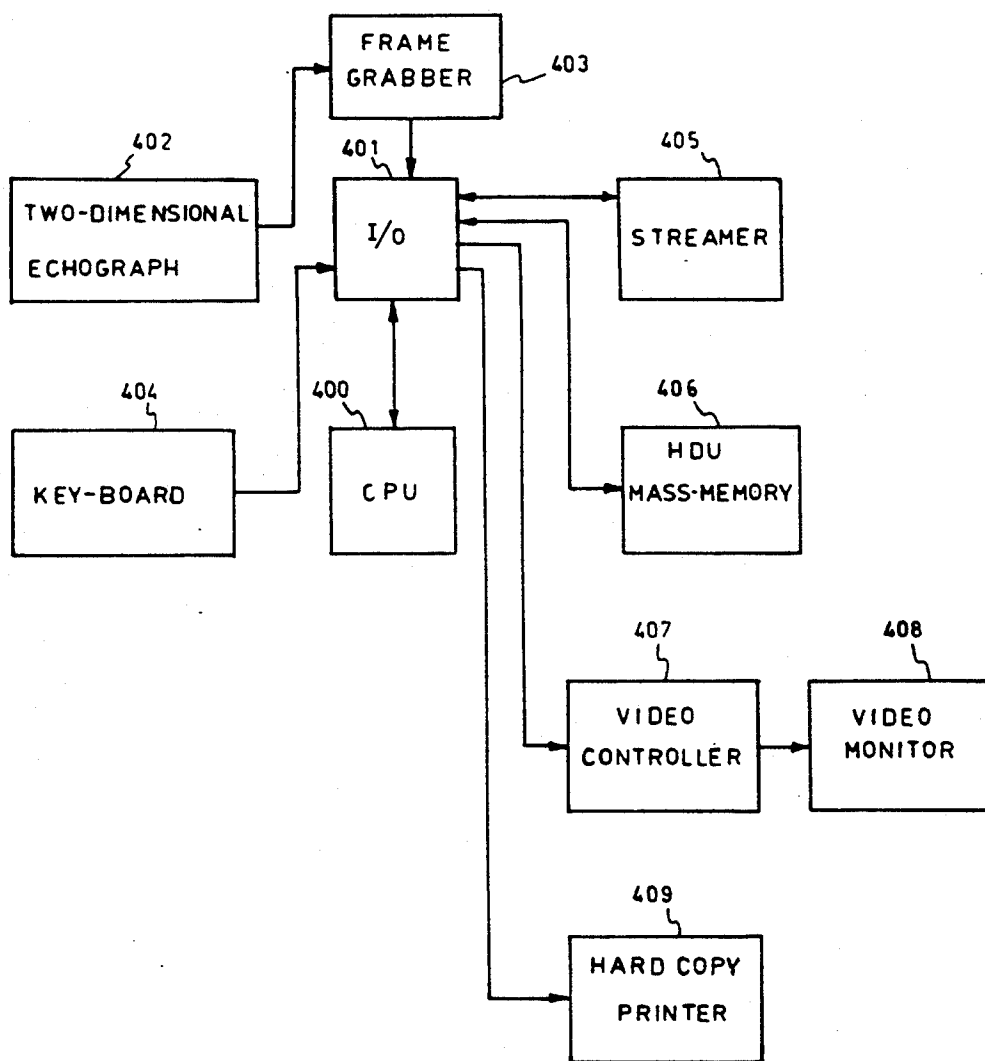 FRAME
GRABBER
403
402
TWO-DIMENSIONAL
ECHOGRAPH
401
I/O
405
STREAMER
404
KEY-BOARD
400
CPU
406
HDU
MASS-MEMORY
407
VIDEO
CONTROLLER
408
VIDEO
MONITOR
409
HARD COPY
PRINTER